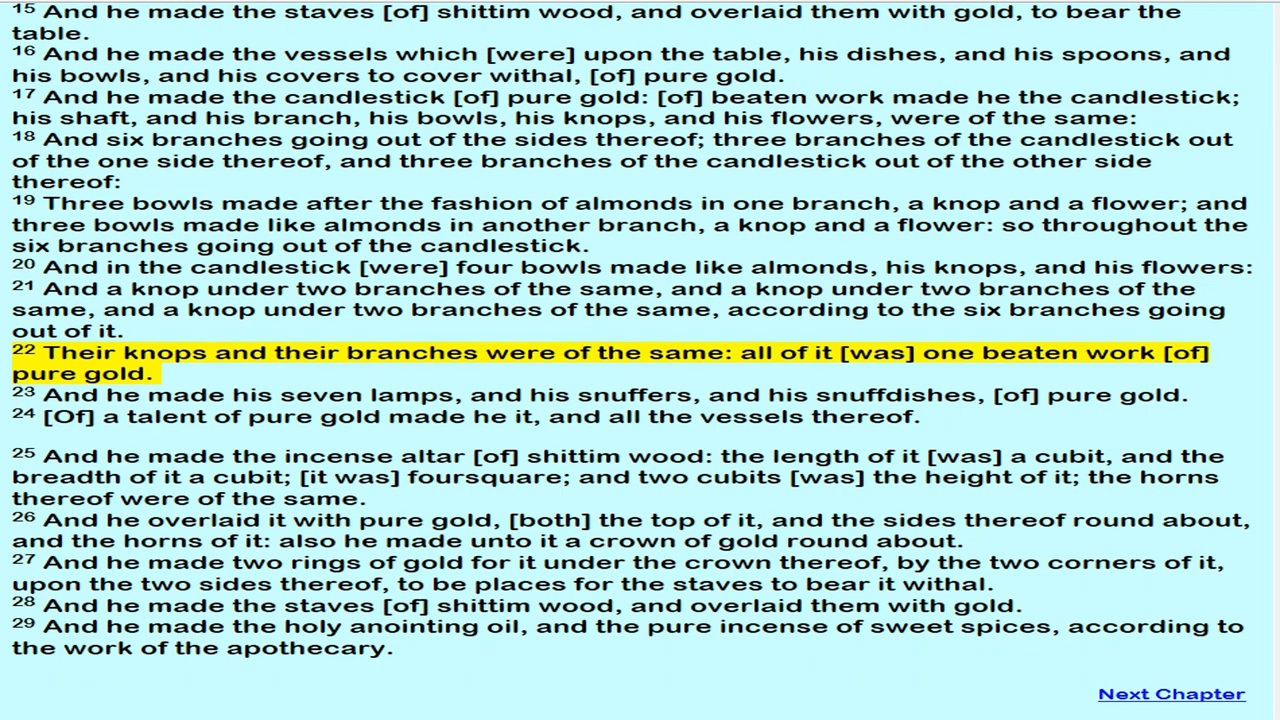 15 And he made the staves [of] shittim wood, and overlaid them with gold, to bear the
table.
16 And he made the vessels which [were] upon the table, his dishes, and his spoons, and
his bowls, and his covers to cover withal, [of] pure gold.
17 And he made the candlestick [of] pure gold: [of] beaten work made he the candlestick;
his shaft, and his branch, his bowls, his knops, and his flowers, were of the same:
18 And six branches going out of the sides thereof; three branches of the candlestick out
of the one side thereof, and three branches of the candlestick out of the other side
thereof:
19 Three bowls made after the fashion of almonds in one branch, a knop and a flower; and
three bowls made like almonds in another branch, a knop and a flower: so throughout the
six branches going out of the candlestick.
20 And in the candlestick [were] four bowls made like almonds, his knops, and his flowers:
21 And a knop under two branches of the same, and a knop under two branches of the
same, and a knop under two branches of the same, according to the six branches going
out of it.
22 Their knops and their branches were of the same: all of it [was] one beaten work [of]
pure gold.
23 And he made his seven lamps, and his snuffers, and his snuffdishes, [of] pure gold.
24 [Of] a talent of pure gold made he it, and all the vessels thereof.
25 And he made the incense altar [of] shittim wood: the length of it [was] a cubit, and the
breadth of it a cubit; [it was] foursquare; and two cubits [was] the height of it; the horns
thereof were of the same.
26 And he overlaid it with pure gold, [both] the top of it, and the sides thereof round about,
and the horns of it: also he made unto it a crown of gold round about.
27 And he made two rings of gold for it under the crown thereof, by the two corners of it,
upon the two sides thereof, to be places for the staves to bear it withal.
28 And he made the staves [of] shittim wood, and overlaid them with gold.
29 And he made the holy anointing oil, and the pure incense of sweet spices, according to
the work of the apothecary.
Next Chapter